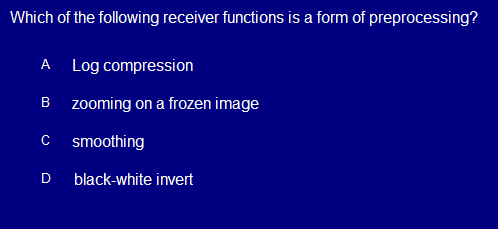 Which of the following receiver functions is a form of preprocessing?
A Log compression
B zooming on a frozen image
C smoothing
D black-white invert